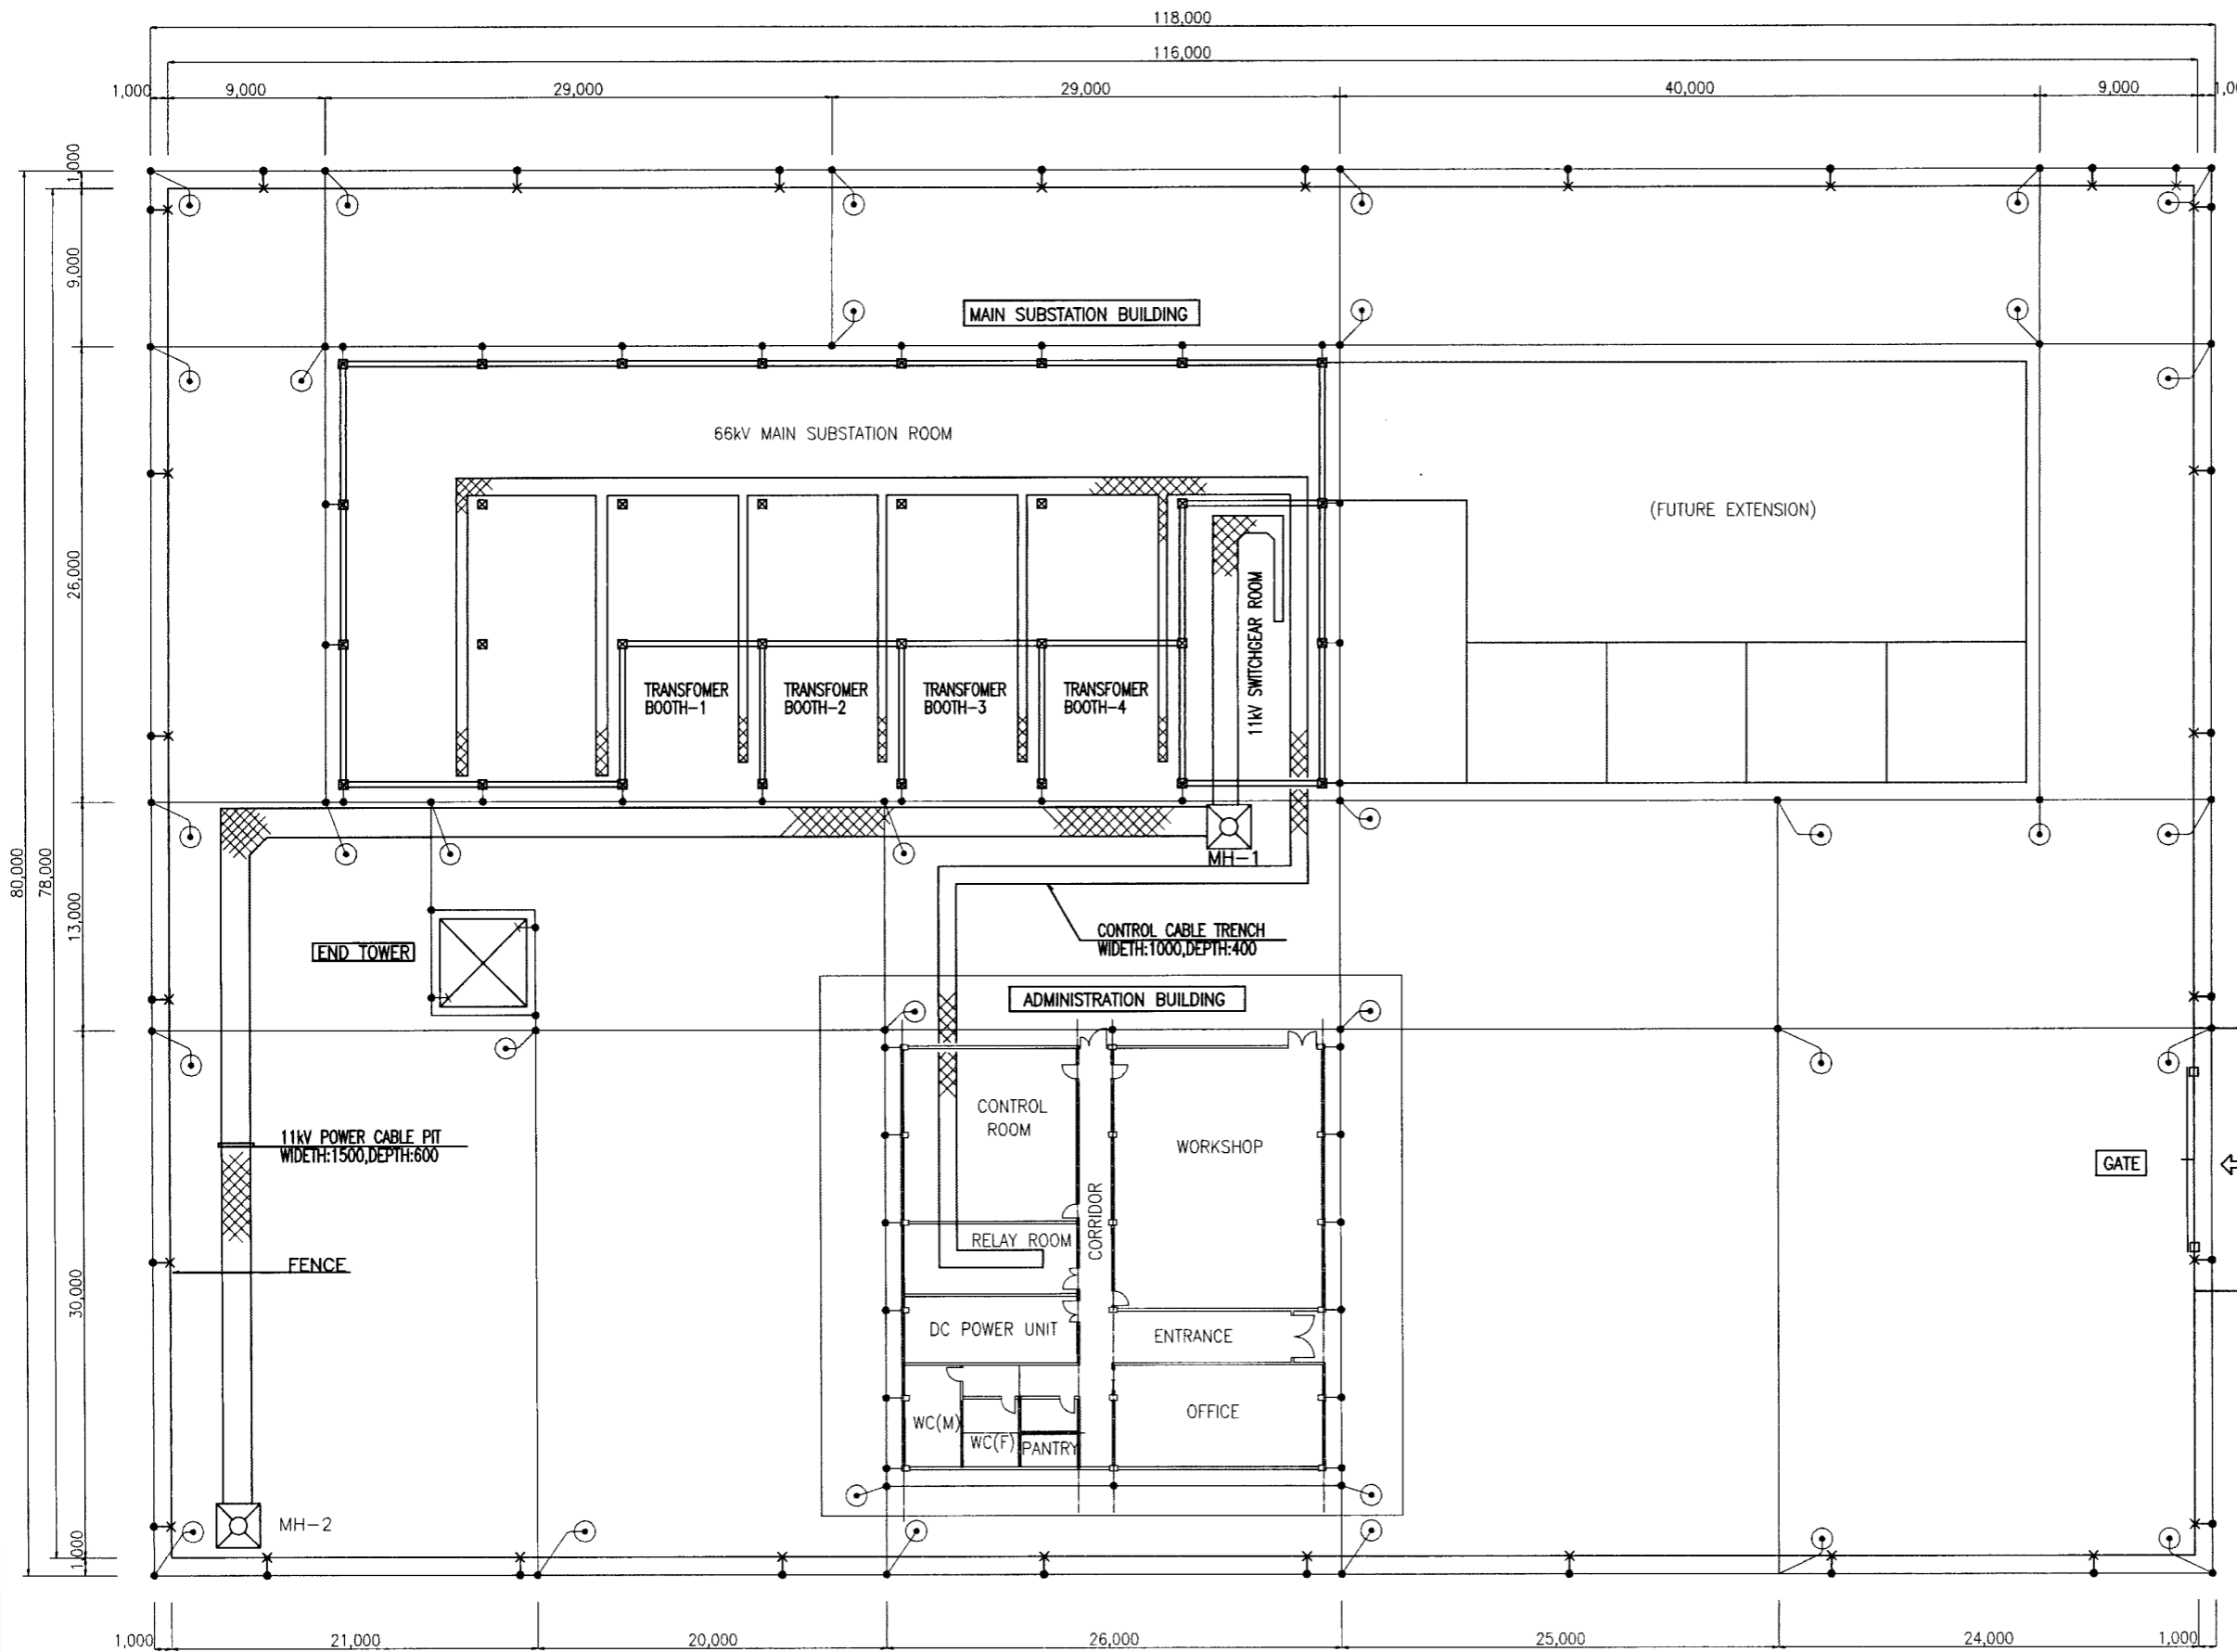 118,000
116,000
1,000
9,000
29,000
29,000
40,000
9,000
1,000
9,000
26,000
13,000
30,000
1,000
80,000
78,000
MAIN SUBSTATION BUILDING
66kV MAIN SUBSTATION ROOM
(FUTURE EXTENSION)
11kV SWITCHGEAR ROOM
TRANSFOMER
BOOTH-1
TRANSFOMER
BOOTH-2
TRANSFOMER
BOOTH-3
TRANSFOMER
BOOTH-4
MH-1
CONTROL CABLE TRENCH
WIDETH:1000,DEPTH:400
END TOWER
ADMINISTRATION BUILDING
CONTROL
ROOM
WORKSHOP
CORRIDOR
11kV POWER CABLE PIT
WIDETH:1500,DEPTH:600
GATE
RELAY ROOM
FENCE
DC POWER UNIT
ENTRANCE
WC(M)
WC(F)
PANTRY
OFFICE
MH-2
1,000
21,000
20,000
26,000
25,000
24,000
1,000